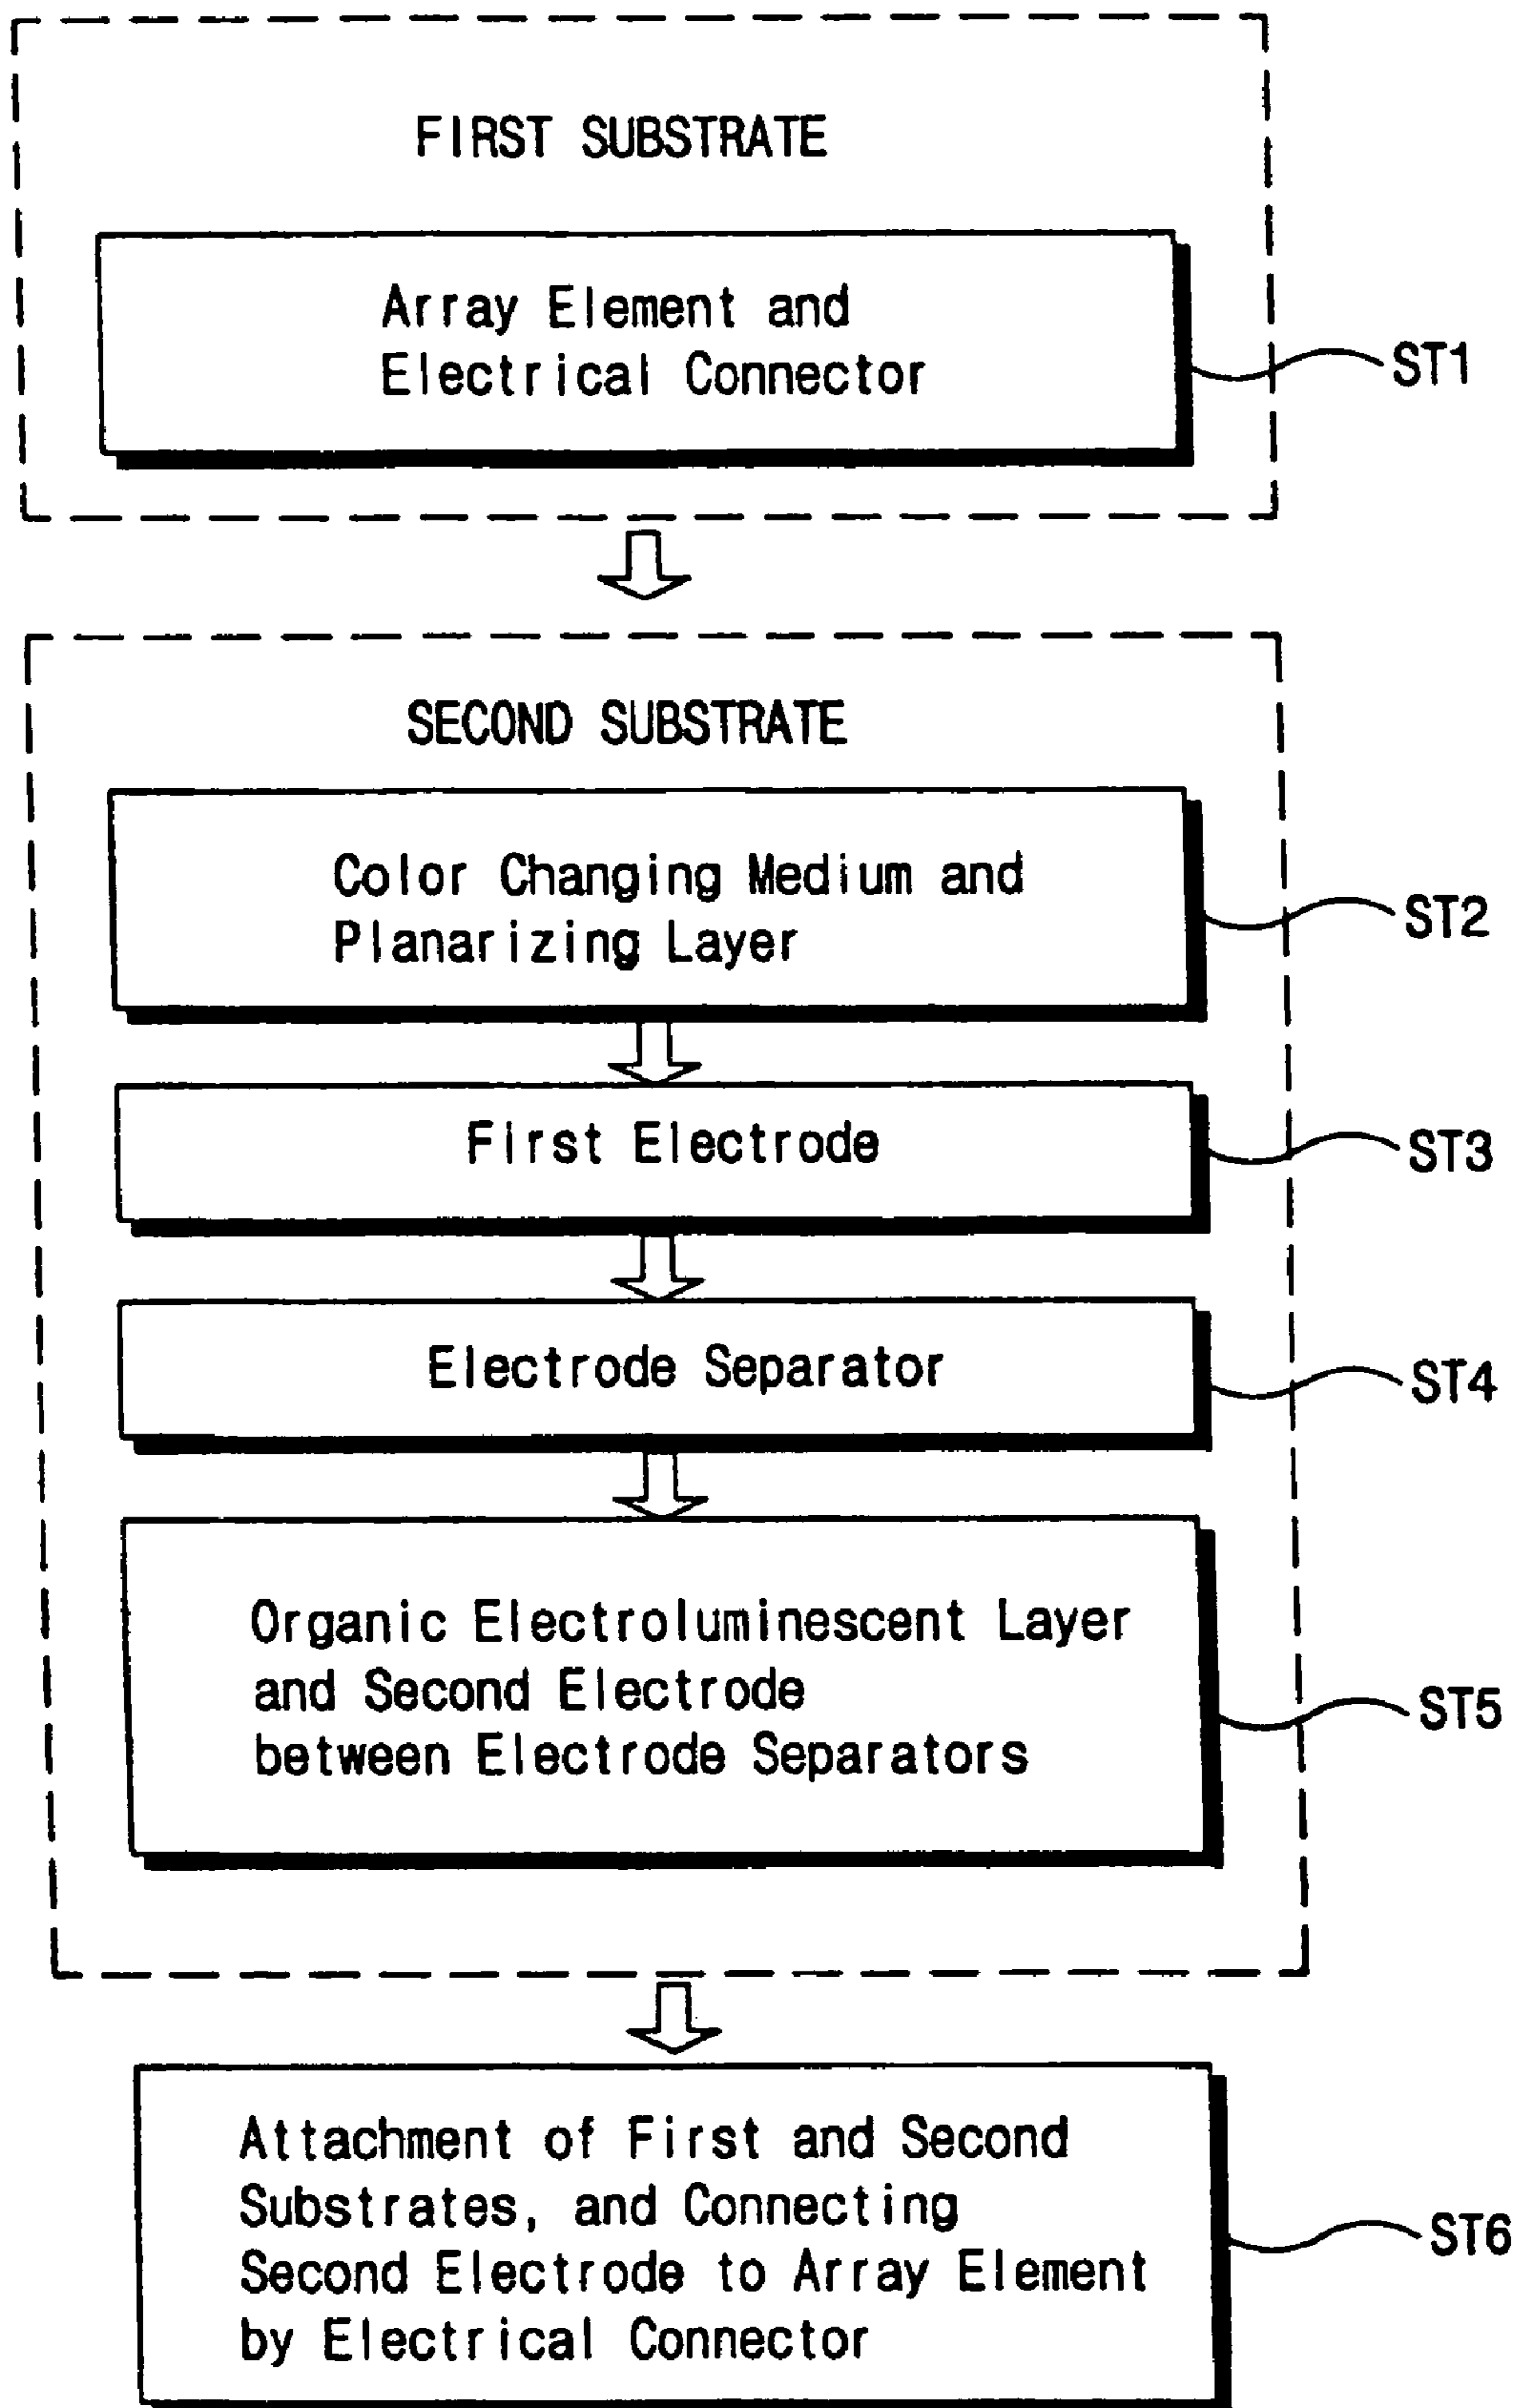 FIRST SUBSTRATE
Array Element and
Electrical Connector
ST1
SECOND SUBSTRATE
Color Changing Medium and
Planarizing Layer
ST2
First Electrode
ST3
Electrode Separator
ST4
Organic Electroluminescent Layer
and Second Electrode
between Electrode Separators
ST5
Attachment of First and Second
Substrates, and Connecting
Second Electrode to Array Element
by Electrical Connector
ST6